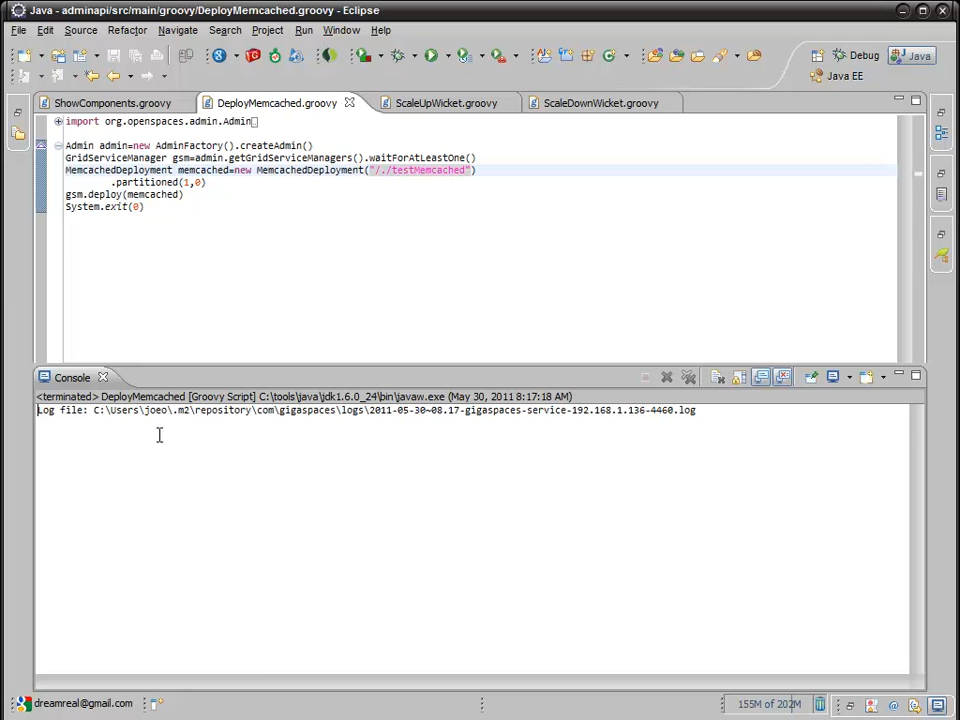 Java - adminapi/src/main/groovy/DeployMemcached.groovy - Eclipse
File Edit Source Refactor Navigate Search Project Run Window Help
Debug Java
Java EE
ShowComponents.groovy DeployMemcached.groovy ScaleUpWicket.groovy ScaleDownWicket.groovy
import org.openspaces.admin.Admin
Admin admin=new AdminFactory().createAdmin()
GridServiceManager gsm=admin.getGridServiceManagers().waitForAtLeastOne()
MemcachedDeployment memcached=new MemcachedDeployment("/./testMemcached")
.partitioned(1,0)
gsm.deploy(memcached)
System.exit(0)
Console
<terminated> DeployMemcached [Groovy Script] C:\tools\java\jdk1.6.0_24\bin\javaw.exe (May 30, 2011 8:17:18 AM)
Log file: C:\Users\joeo\.m2\repository\com\gigaspaces\logs\2011-05-30~08.17-gigaspaces-service-192.168.1.136-4460.log
dreamreal@gmail.com
155M of 202M